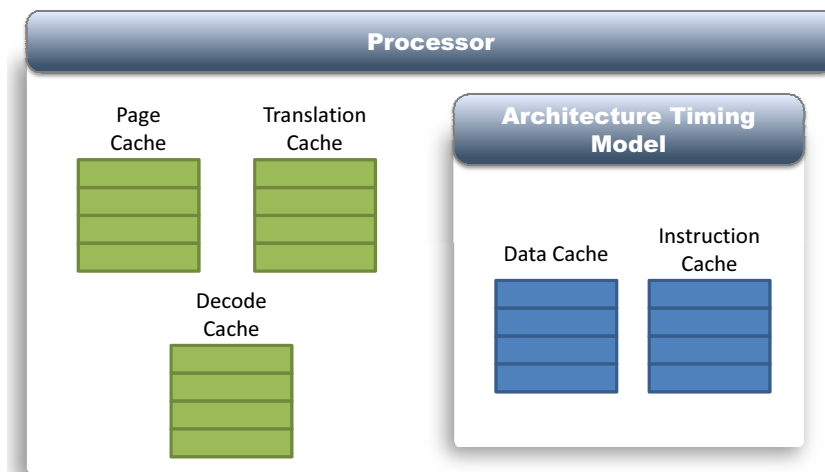 Processor
Page
Cache
Translation
Cache
Decode
Cache
Architecture Timing
Model
Data Cache
Instruction
Cache